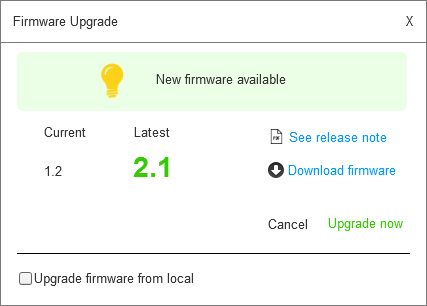 Firmware Upgrade X
New firmware available
Current Latest
See release note
1.2 2.1
Download firmware
Cancel Upgrade now
Upgrade firmware from local